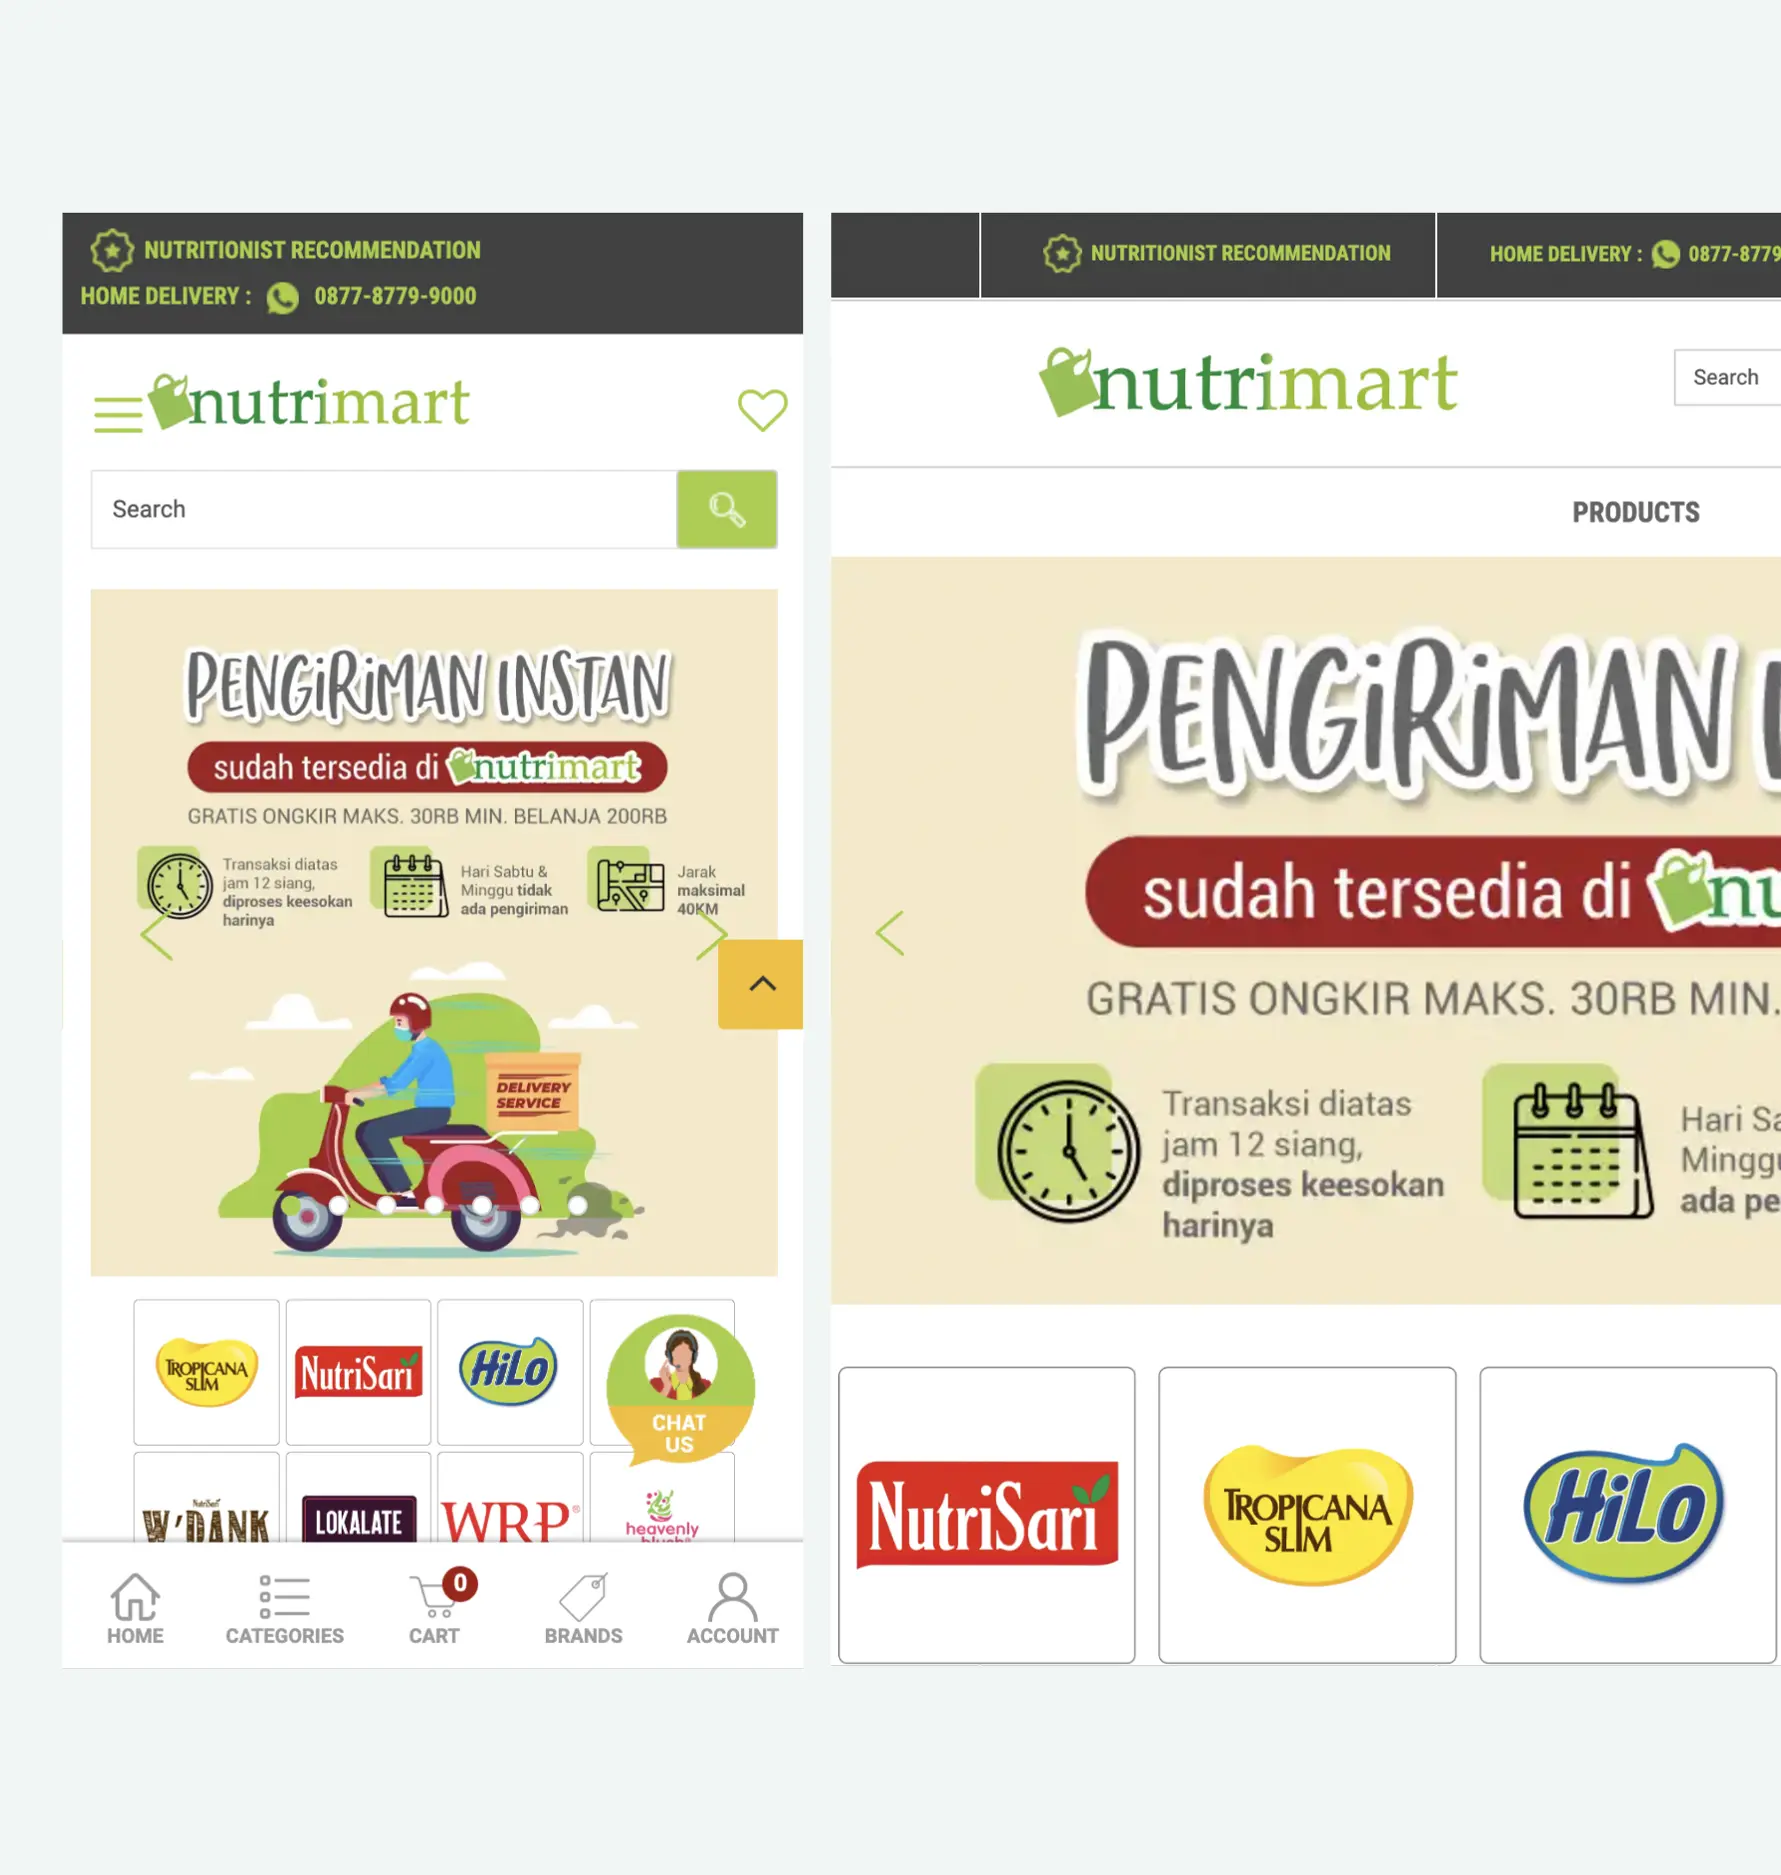 NUTRITIONIST RECOMMENDATION
HOME DELIVERY : 0877-8779-9000
nutrimart
Search
PENGiRiMAN INSTAN
sudah tersedia di nutrimart
GRATIS ONGKIR MAKS. 30RB MIN. BELANJA 200RB
Transaksi diatas
jam 12 siang,
diproses keesokan
harinya
Hari Sabtu &
Minggu tidak
ada pengiriman
Jarak
maksimal
40KM
DELIVERY
SERVICE
TROPICANA
SLIM
NutriSari
HiLo
CHAT
US
NutriSari
W'DANK
LOKALATE
WRP®
heavenly
blush®
HOME
CATEGORIES
0
CART
BRANDS
ACCOUNT
NUTRITIONIST RECOMMENDATION
HOME DELIVERY : 0877-8779
nutrimart
Search
PRODUCTS
PENGiRiMAN
sudah tersedia di nu
GRATIS ONGKIR MAKS. 30RB MIN.
Transaksi diatas
jam 12 siang,
diproses keesokan
harinya
Hari Sa
Minggu
ada pe
NutriSari
TROPICANA
SLIM
HiLo